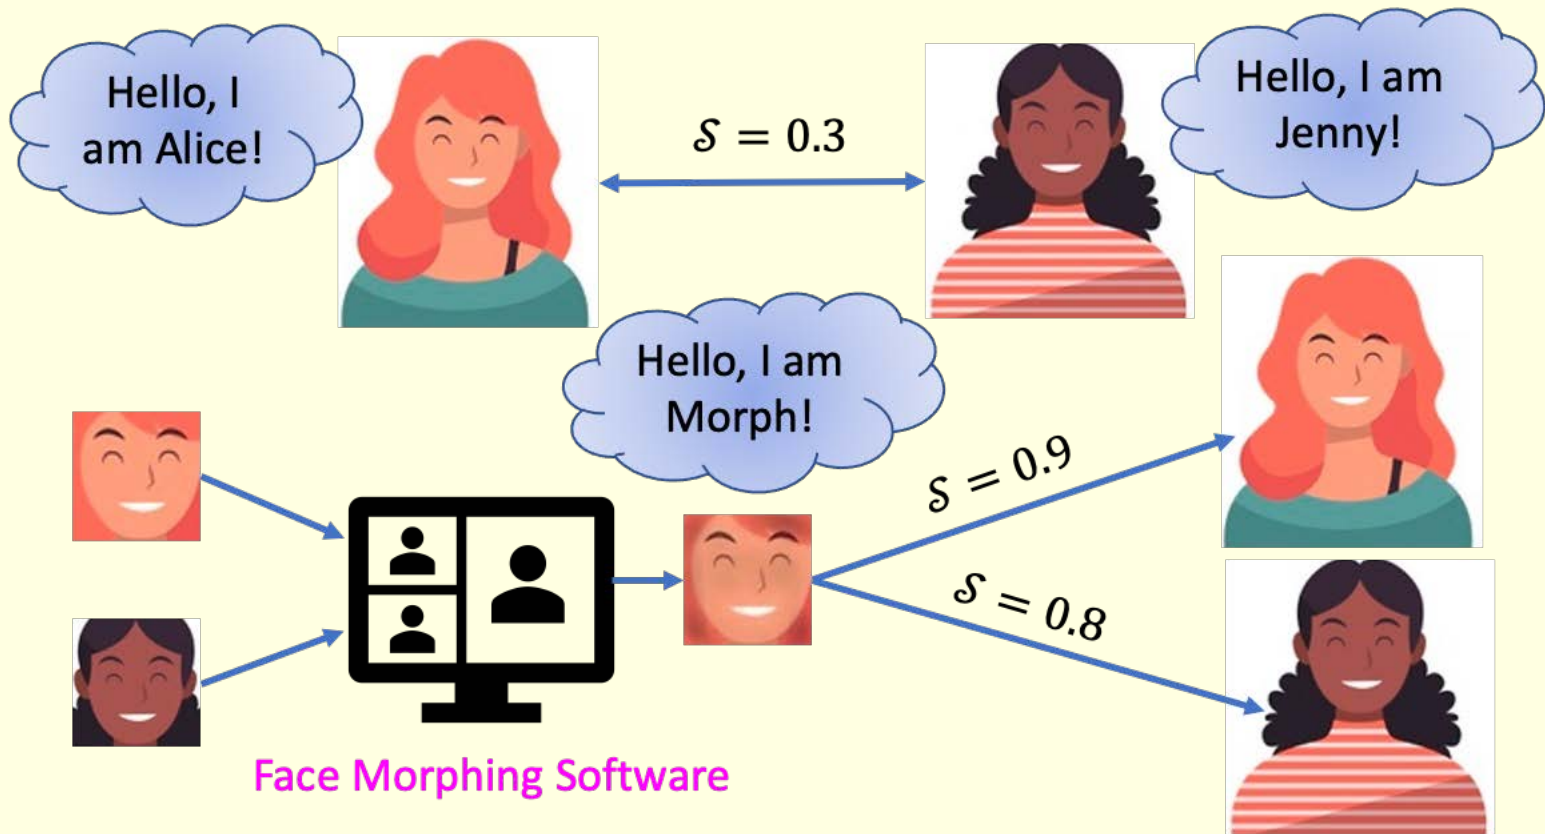 Hello, I
am Alice!
𝒮 = 0.3
Hello, I am
Jenny!
Hello, I am
Morph!
𝒮 = 0.9
𝒮 = 0.8
Face Morphing Software